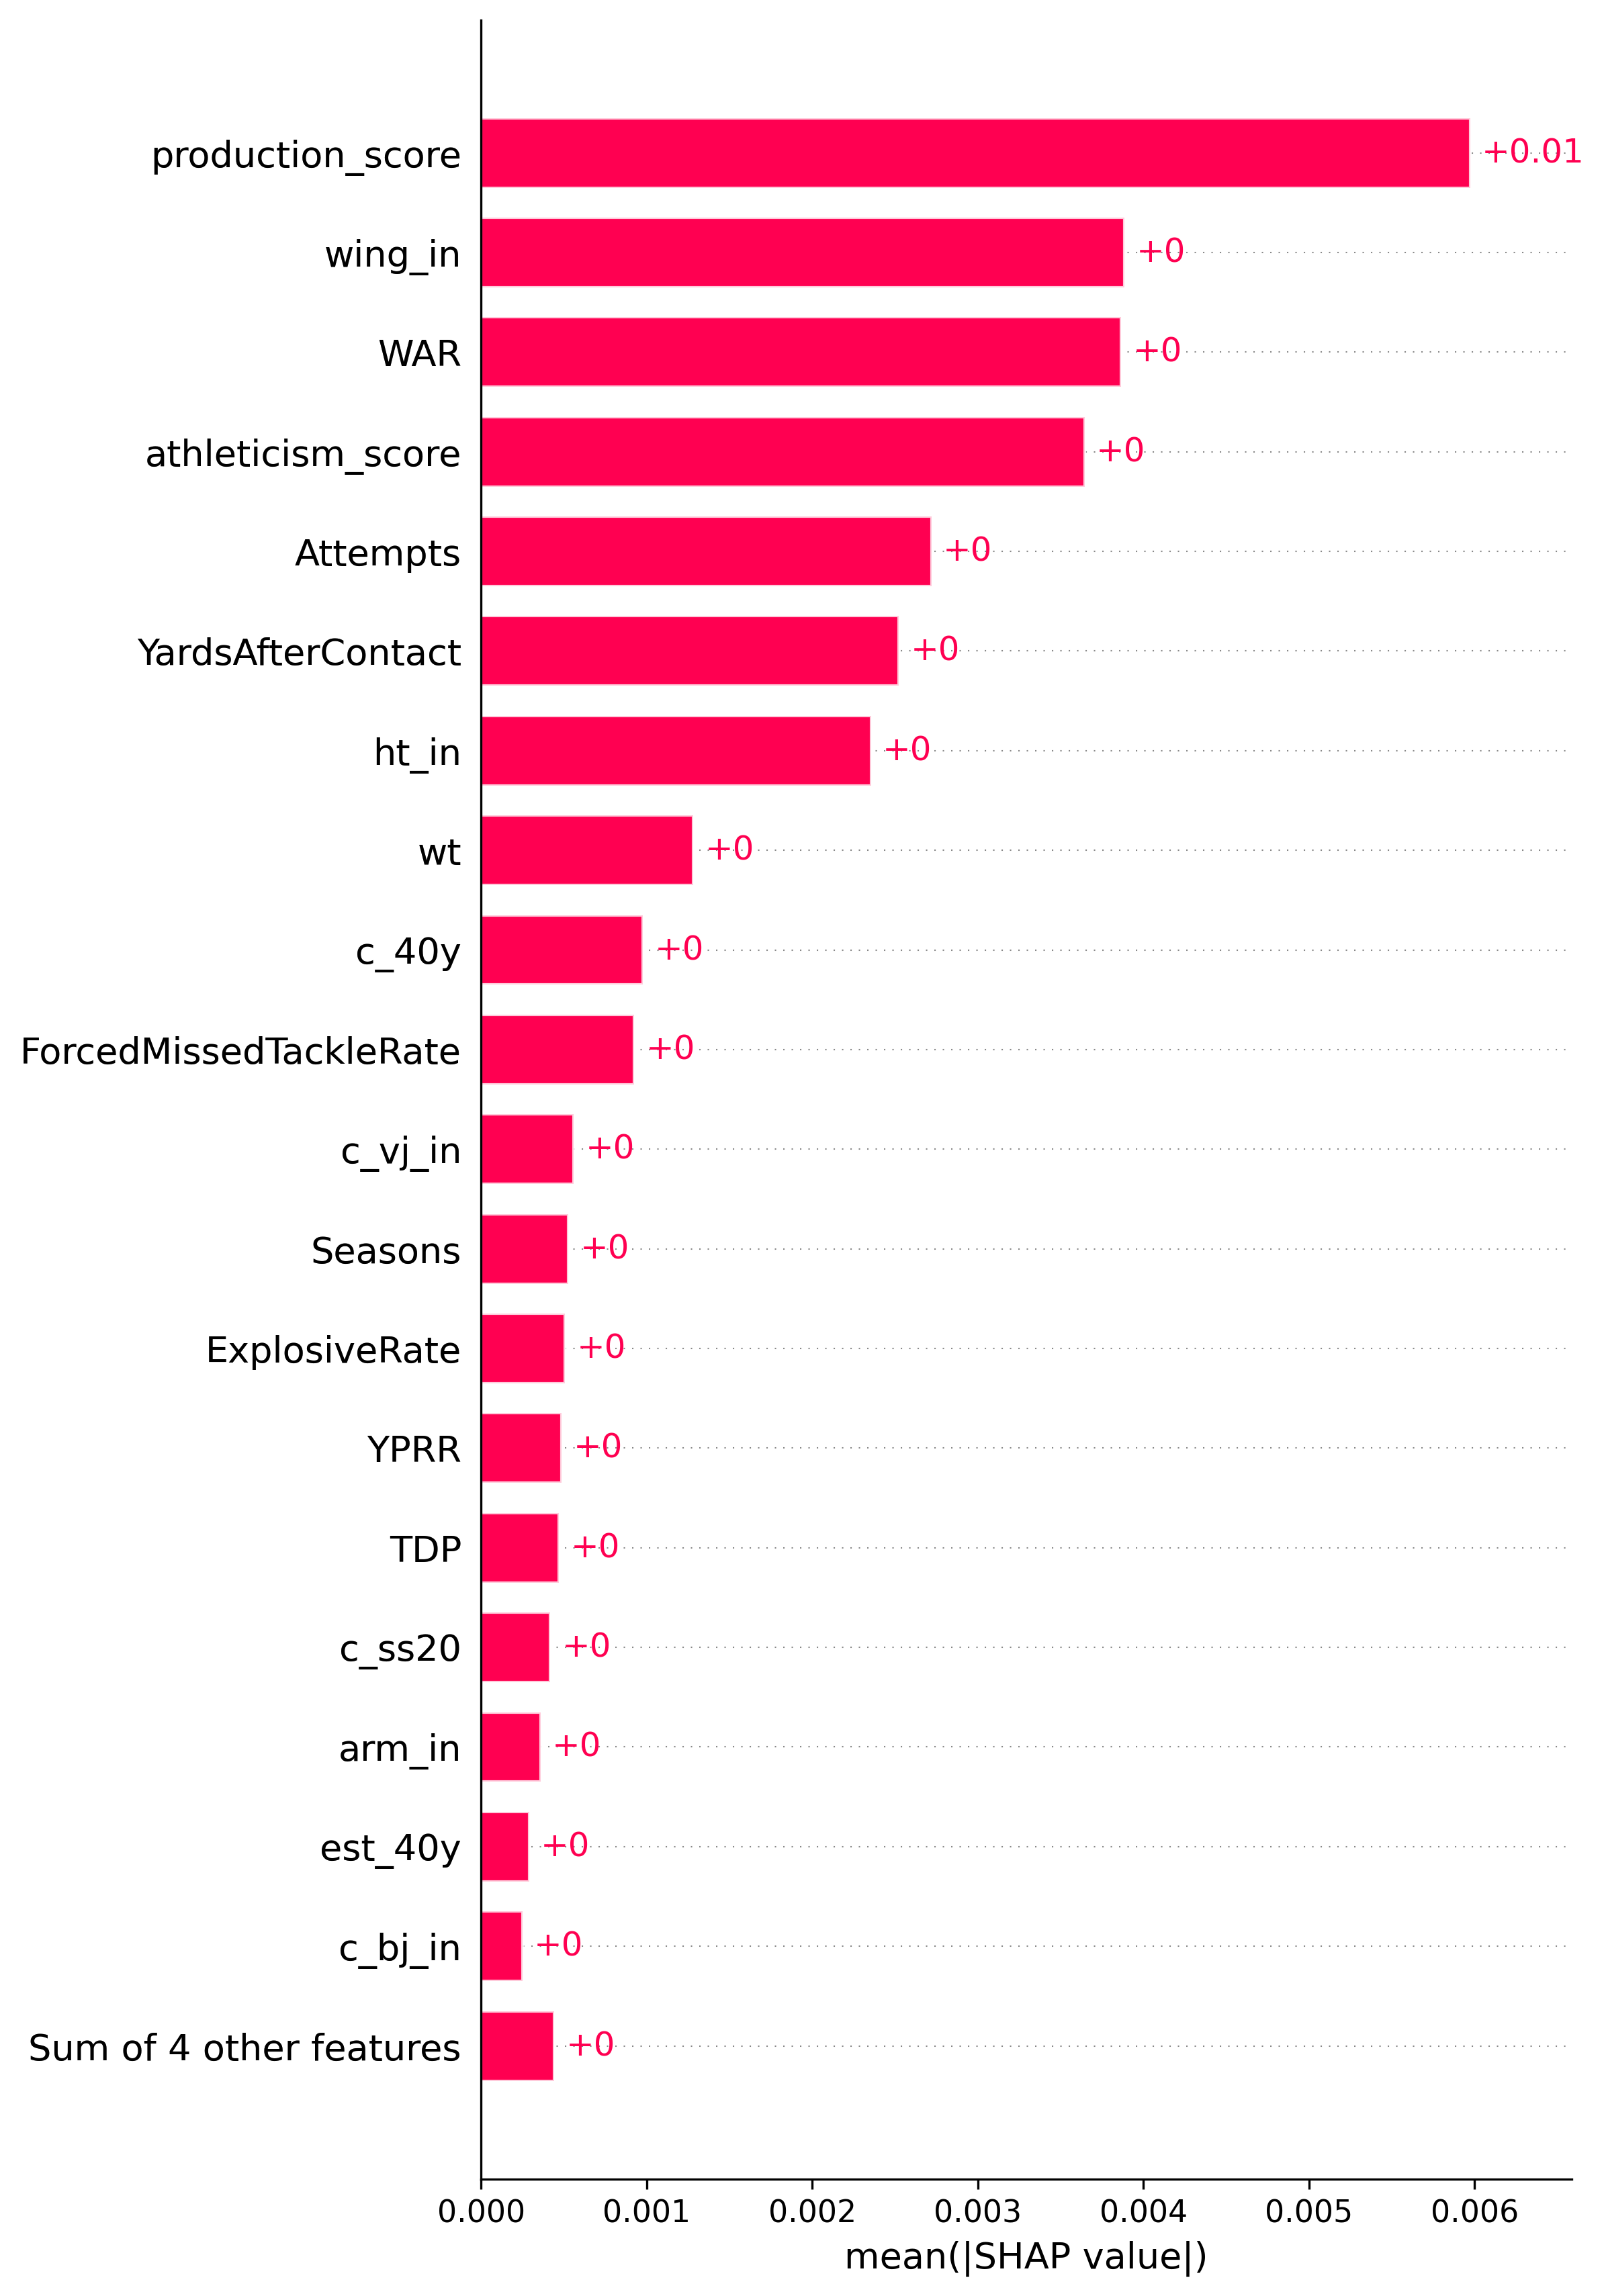 production_score +0.01
wing_in +0
WAR +0
athleticism_score +0
Attempts +0
YardsAfterContact +0
ht_in +0
wt +0
c_40y +0
ForcedMissedTackleRate +0
c_vj_in +0
Seasons +0
ExplosiveRate +0
YPRR +0
TDP +0
c_ss20 +0
arm_in +0
est_40y +0
c_bj_in +0
Sum of 4 other features +0
0.000 0.001 0.002 0.003 0.004 0.005 0.006
mean(|SHAP value|)